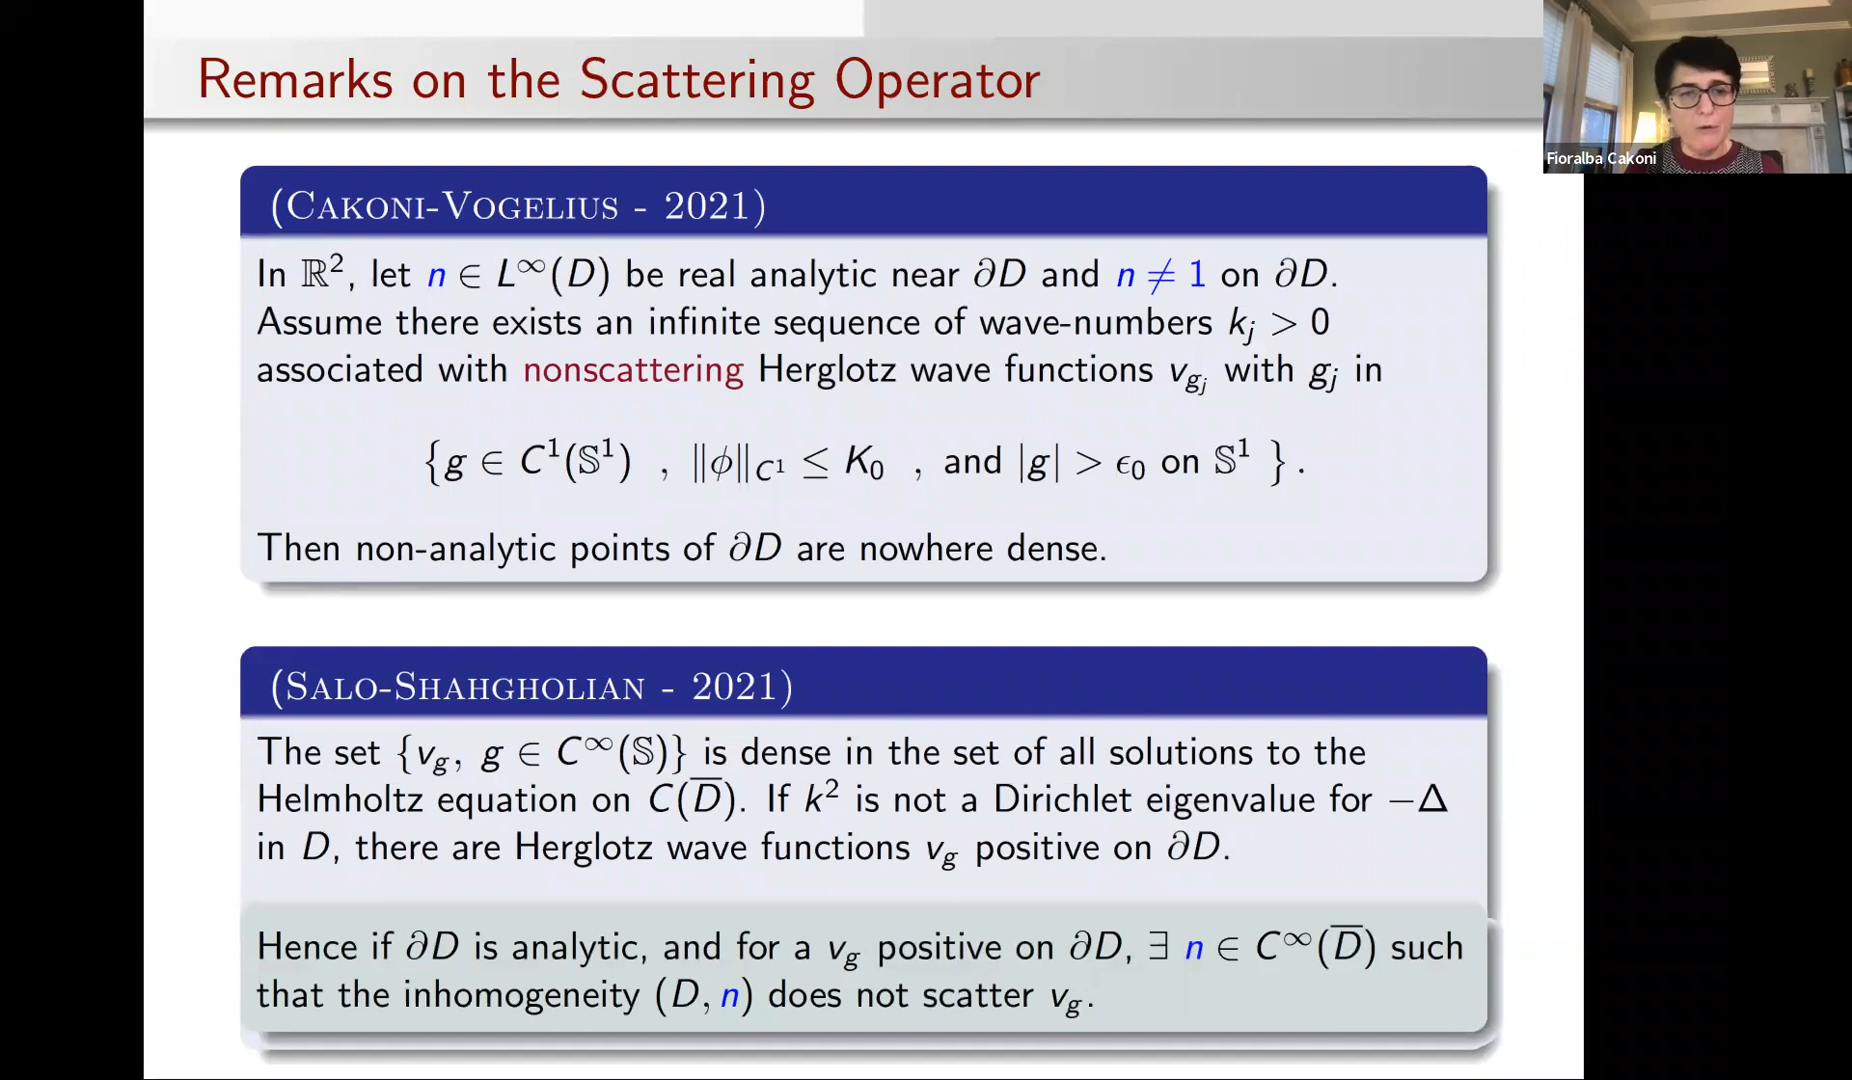 Remarks on the Scattering Operator
Fioralba Cakoni
(CAKONI-VOGELIUS - 2021)
In ℝ², let n ∈ L^∞(D) be real analytic near ∂D and n ≠ 1 on ∂D.
Assume there exists an infinite sequence of wave-numbers k_j > 0
associated with nonscattering Herglotz wave functions v_{g_j} with g_j in
{g ∈ C¹(𝕊¹) , ‖ϕ‖_{C¹} ≤ K₀ , and |g| > ϵ₀ on 𝕊¹ } .
Then non-analytic points of ∂D are nowhere dense.
(SALO-SHAHGHOLIAN - 2021)
The set {v_g, g ∈ C^∞(𝕊)} is dense in the set of all solutions to the
Helmholtz equation on C(D̅). If k² is not a Dirichlet eigenvalue for −Δ
in D, there are Herglotz wave functions v_g positive on ∂D.
Hence if ∂D is analytic, and for a v_g positive on ∂D, ∃ n ∈ C^∞(D̅) such
that the inhomogeneity (D, n) does not scatter v_g.